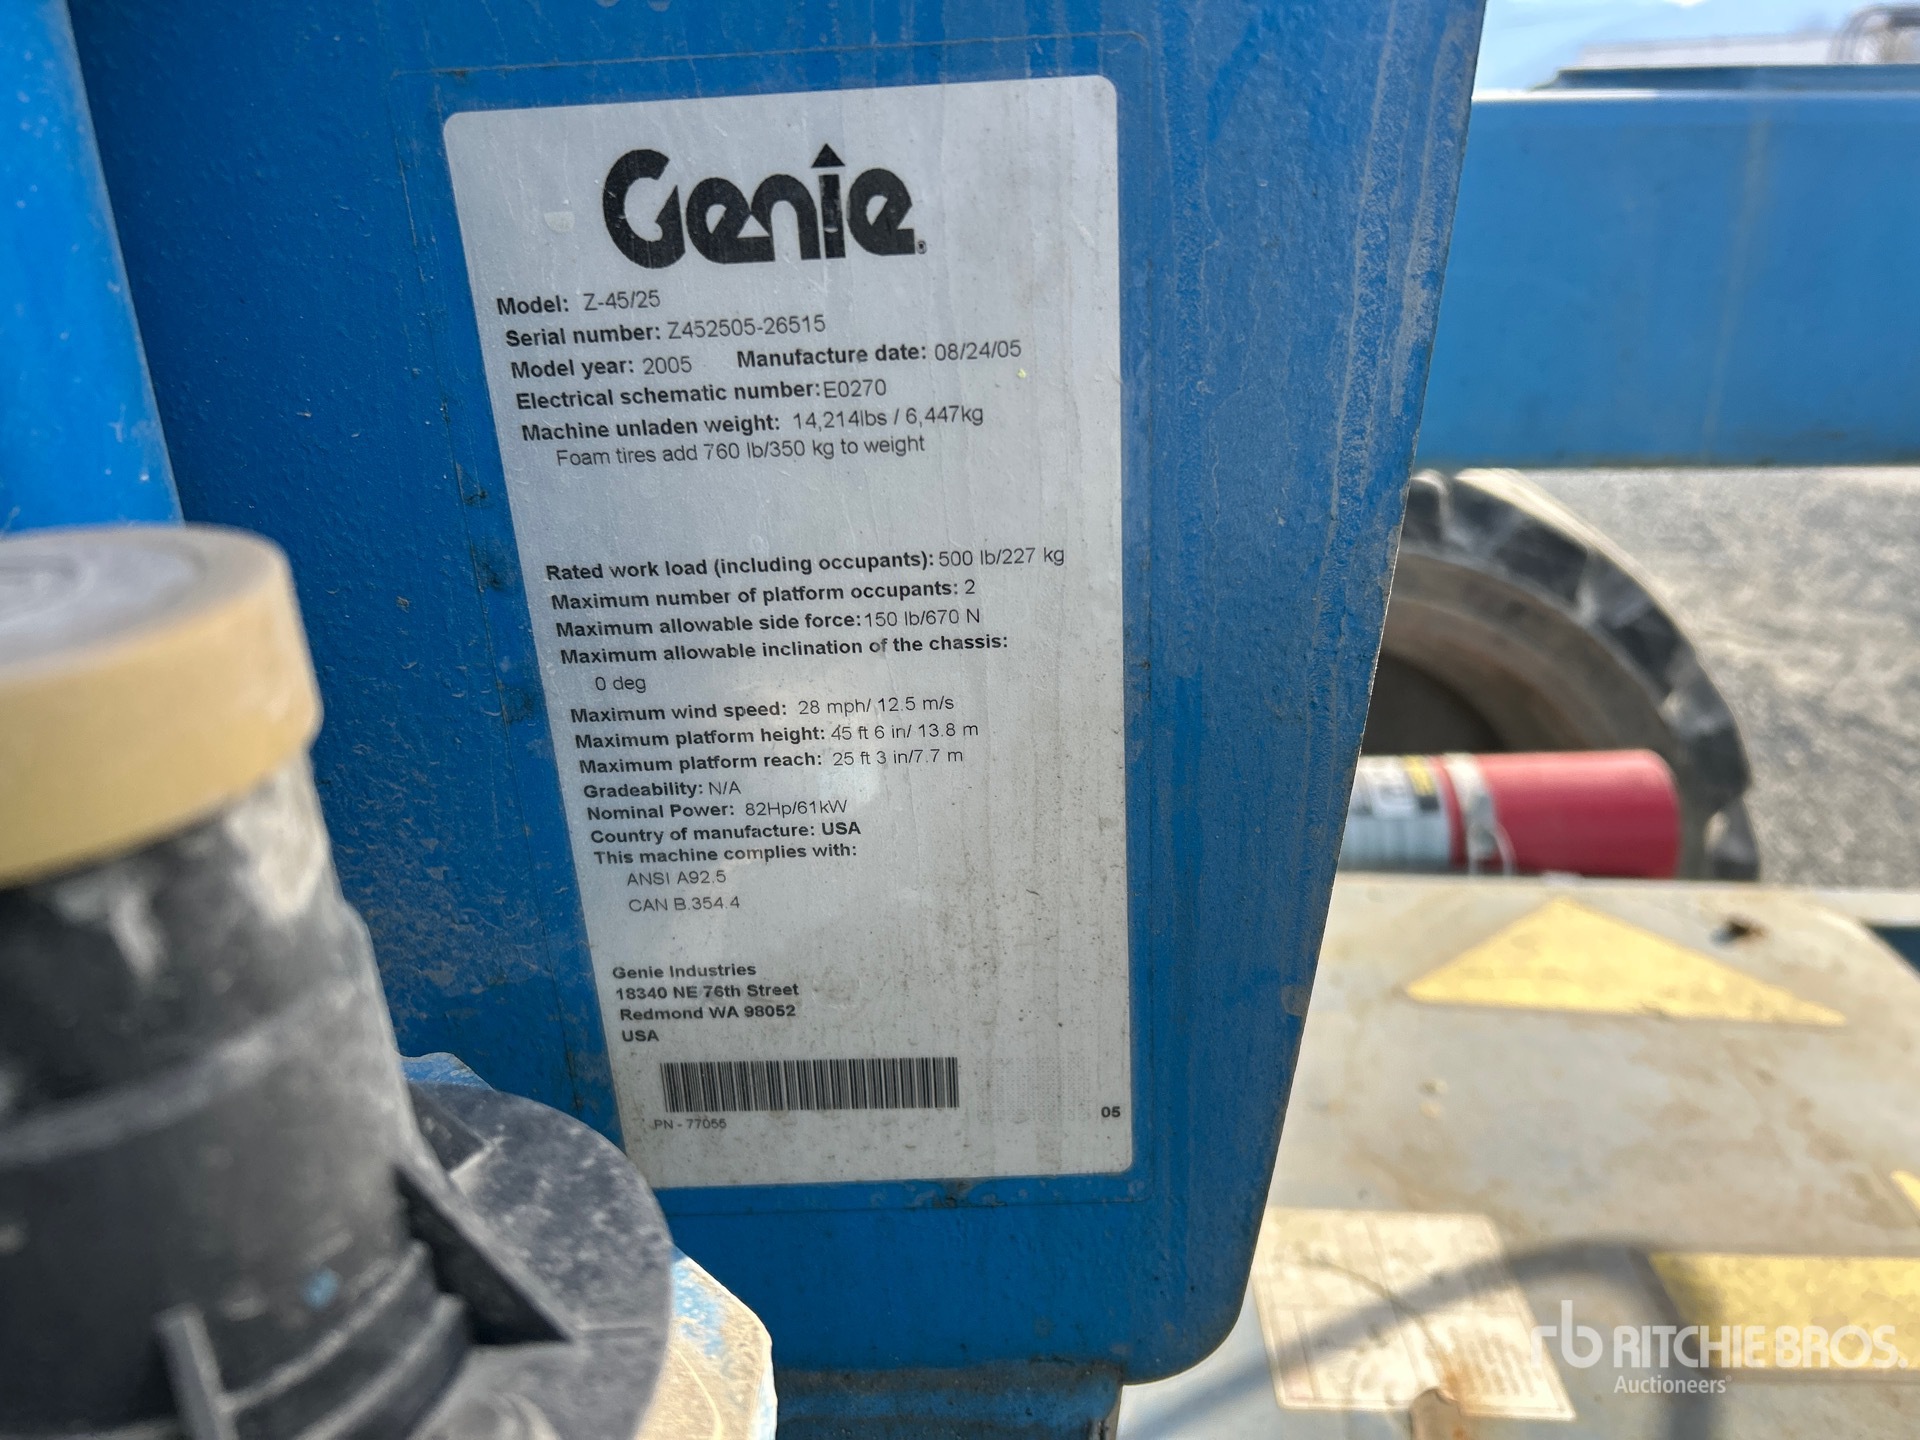 Genie
Model: Z-45/25
Serial number: Z452505-26515
Model year: 2005 Manufacture date: 08/24/05
Electrical schematic number:E0270
Machine unladen weight: 14,214lbs / 6,447kg
Foam tires add 760 lb/350 kg to weight
Rated work load (including occupants): 500 lb/227 kg
Maximum number of platform occupants: 2
Maximum allowable side force:150 lb/670 N
Maximum allowable inclination of the chassis:
0 deg
Maximum wind speed: 28 mph/ 12.5 m/s
Maximum platform height: 45 ft 6 in/ 13.8 m
Maximum platform reach: 25 ft 3 in/7.7 m
Gradeability: N/A
Nominal Power: 82Hp/61kW
Country of manufacture: USA
This machine complies with:
ANSI A92.5
CAN B.354.4
Genie Industries
18340 NE 76th Street
Redmond WA 98052
USA
PN - 77055
05
rb RITCHIE BROS.
Auctioneers